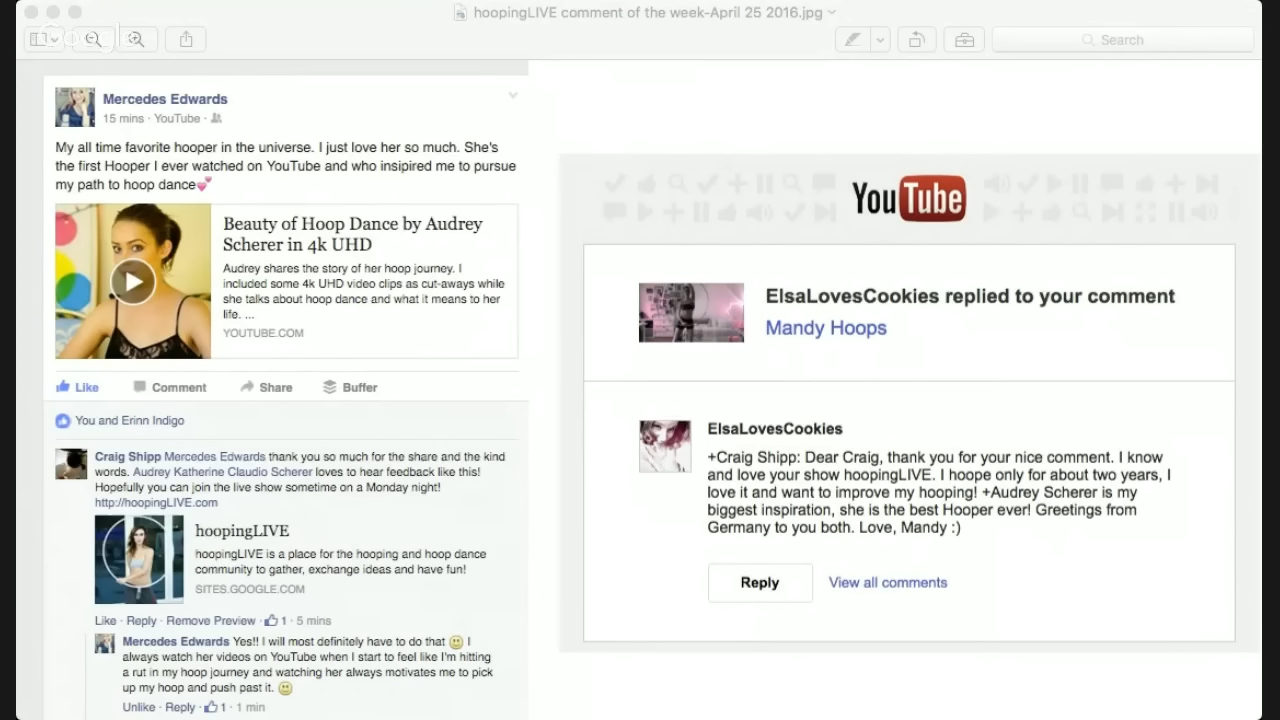 hoopingLIVE comment of the week-April 25 2016.jpg
Search
Mercedes Edwards
15 mins · YouTube ·
My all time favorite hooper in the universe. I just love her so much. She's
the first Hooper I ever watched on YouTube and who insipired me to pursue
my path to hoop dance💕
Beauty of Hoop Dance by Audrey
Scherer in 4k UHD
Audrey shares the story of her hoop journey. I
included some 4k UHD video clips as cut-aways while
she talks about hoop dance and what it means to her
life. ...
YOUTUBE.COM
Like Comment Share Buffer
You and Erinn Indigo
Craig Shipp Mercedes Edwards thank you so much for the share and the kind
words. Audrey Katherine Claudio Scherer loves to hear feedback like this!
Hopefully you can join the live show sometime on a Monday night!
http://hoopingLIVE.com
hoopingLIVE
hoopingLIVE is a place for the hooping and hoop dance
community to gather, exchange ideas and have fun!
SITES.GOOGLE.COM
Like · Reply · Remove Preview · 1 · 5 mins
Mercedes Edwards Yes!! I will most definitely have to do that 🙂 I
always watch her videos on YouTube when I start to feel like I'm hitting
a rut in my hoop journey and watching her always motivates me to pick
up my hoop and push past it. 🙂
Unlike · Reply · 1 · 1 min
YouTube
ElsaLovesCookies replied to your comment
Mandy Hoops
ElsaLovesCookies
+Craig Shipp: Dear Craig, thank you for your nice comment. I know
and love your show hoopingLIVE. I hoope only for about two years, I
love it and want to improve my hooping! +Audrey Scherer is my
biggest inspiration, she is the best Hooper ever! Greetings from
Germany to you both. Love, Mandy :)
Reply View all comments